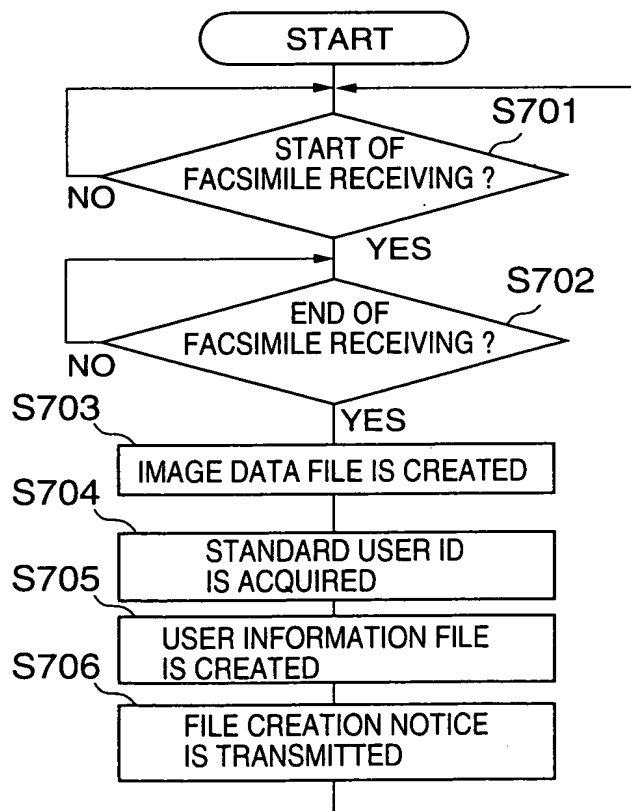 START
S701
START OF
FACSIMILE RECEIVING ?
NO
YES
S702
END OF
FACSIMILE RECEIVING ?
NO
YES
S703
IMAGE DATA FILE IS CREATED
S704
STANDARD USER ID
IS ACQUIRED
S705
USER INFORMATION FILE
IS CREATED
S706
FILE CREATION NOTICE
IS TRANSMITTED